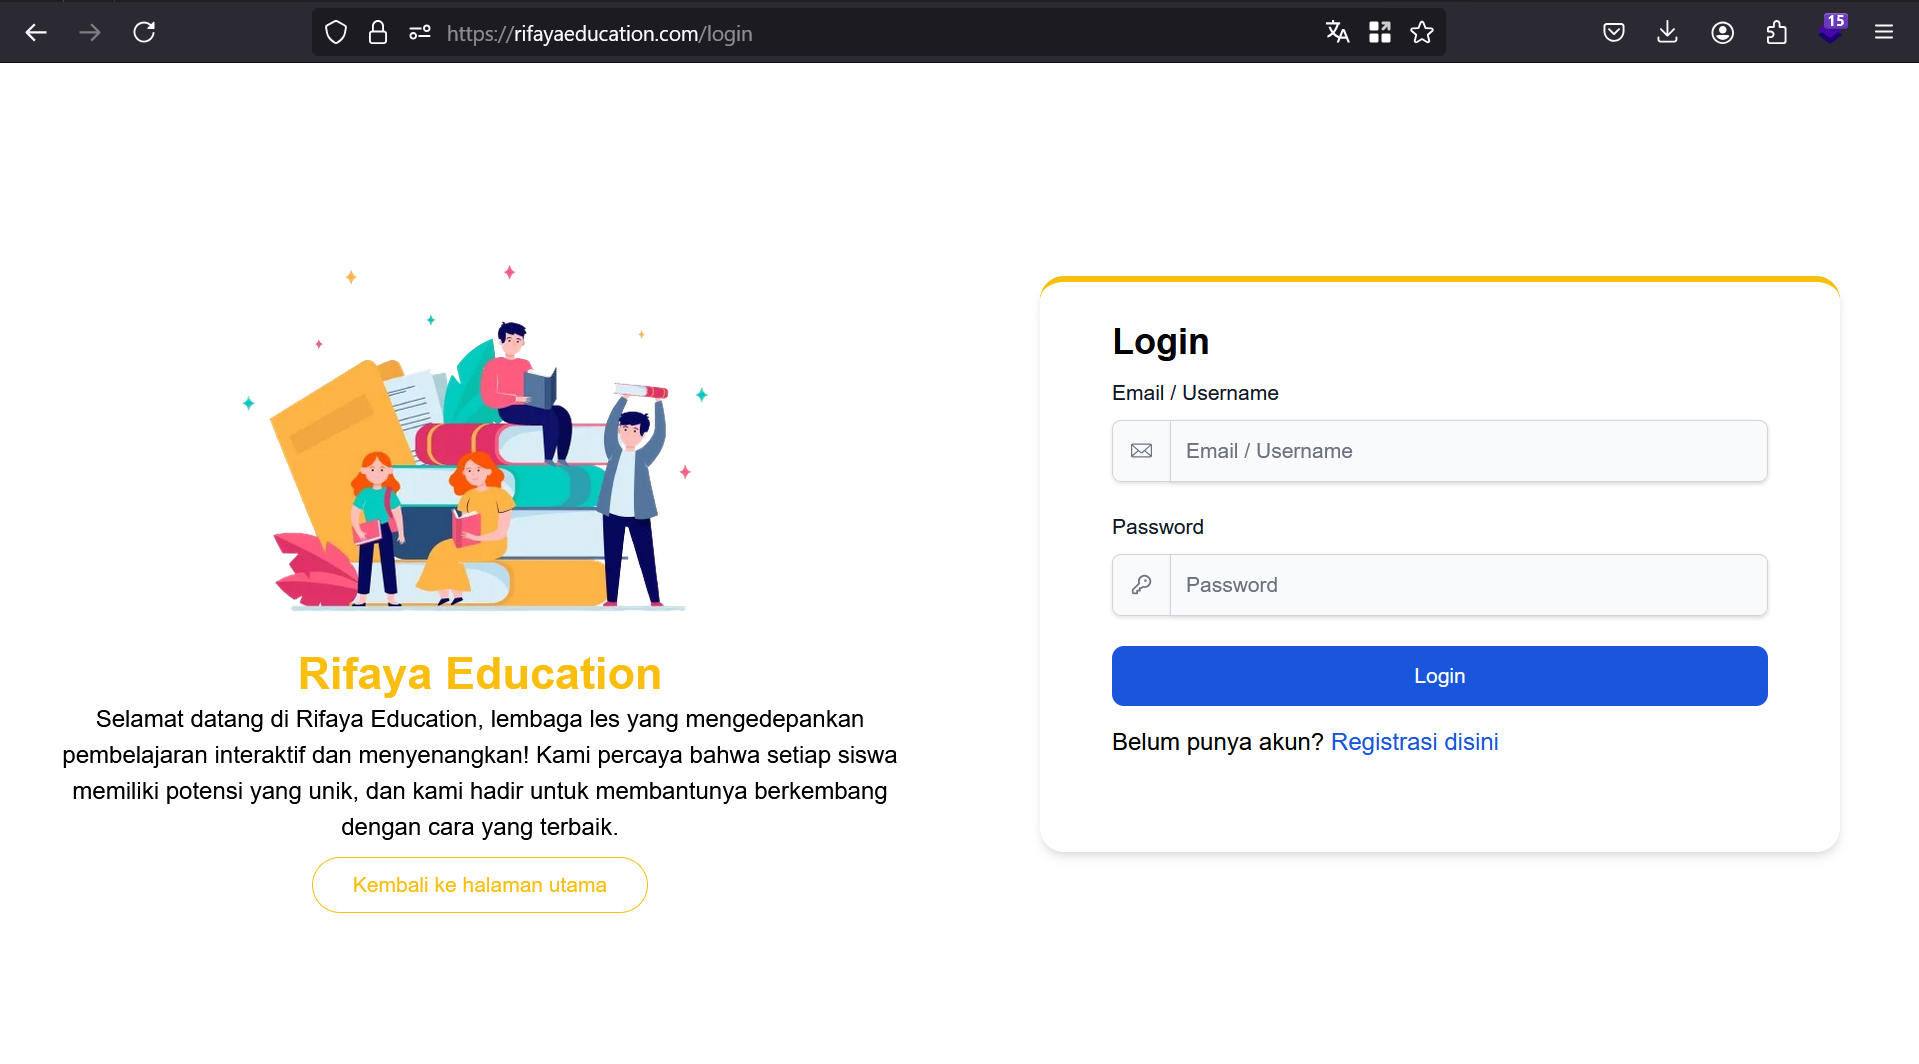 https://rifayaeducation.com/login
15
Rifaya Education
Selamat datang di Rifaya Education, lembaga les yang mengedepankan
pembelajaran interaktif dan menyenangkan! Kami percaya bahwa setiap siswa
memiliki potensi yang unik, dan kami hadir untuk membantunya berkembang
dengan cara yang terbaik.
Kembali ke halaman utama
Login
Email / Username
Email / Username
Password
Password
Login
Belum punya akun? Registrasi disini